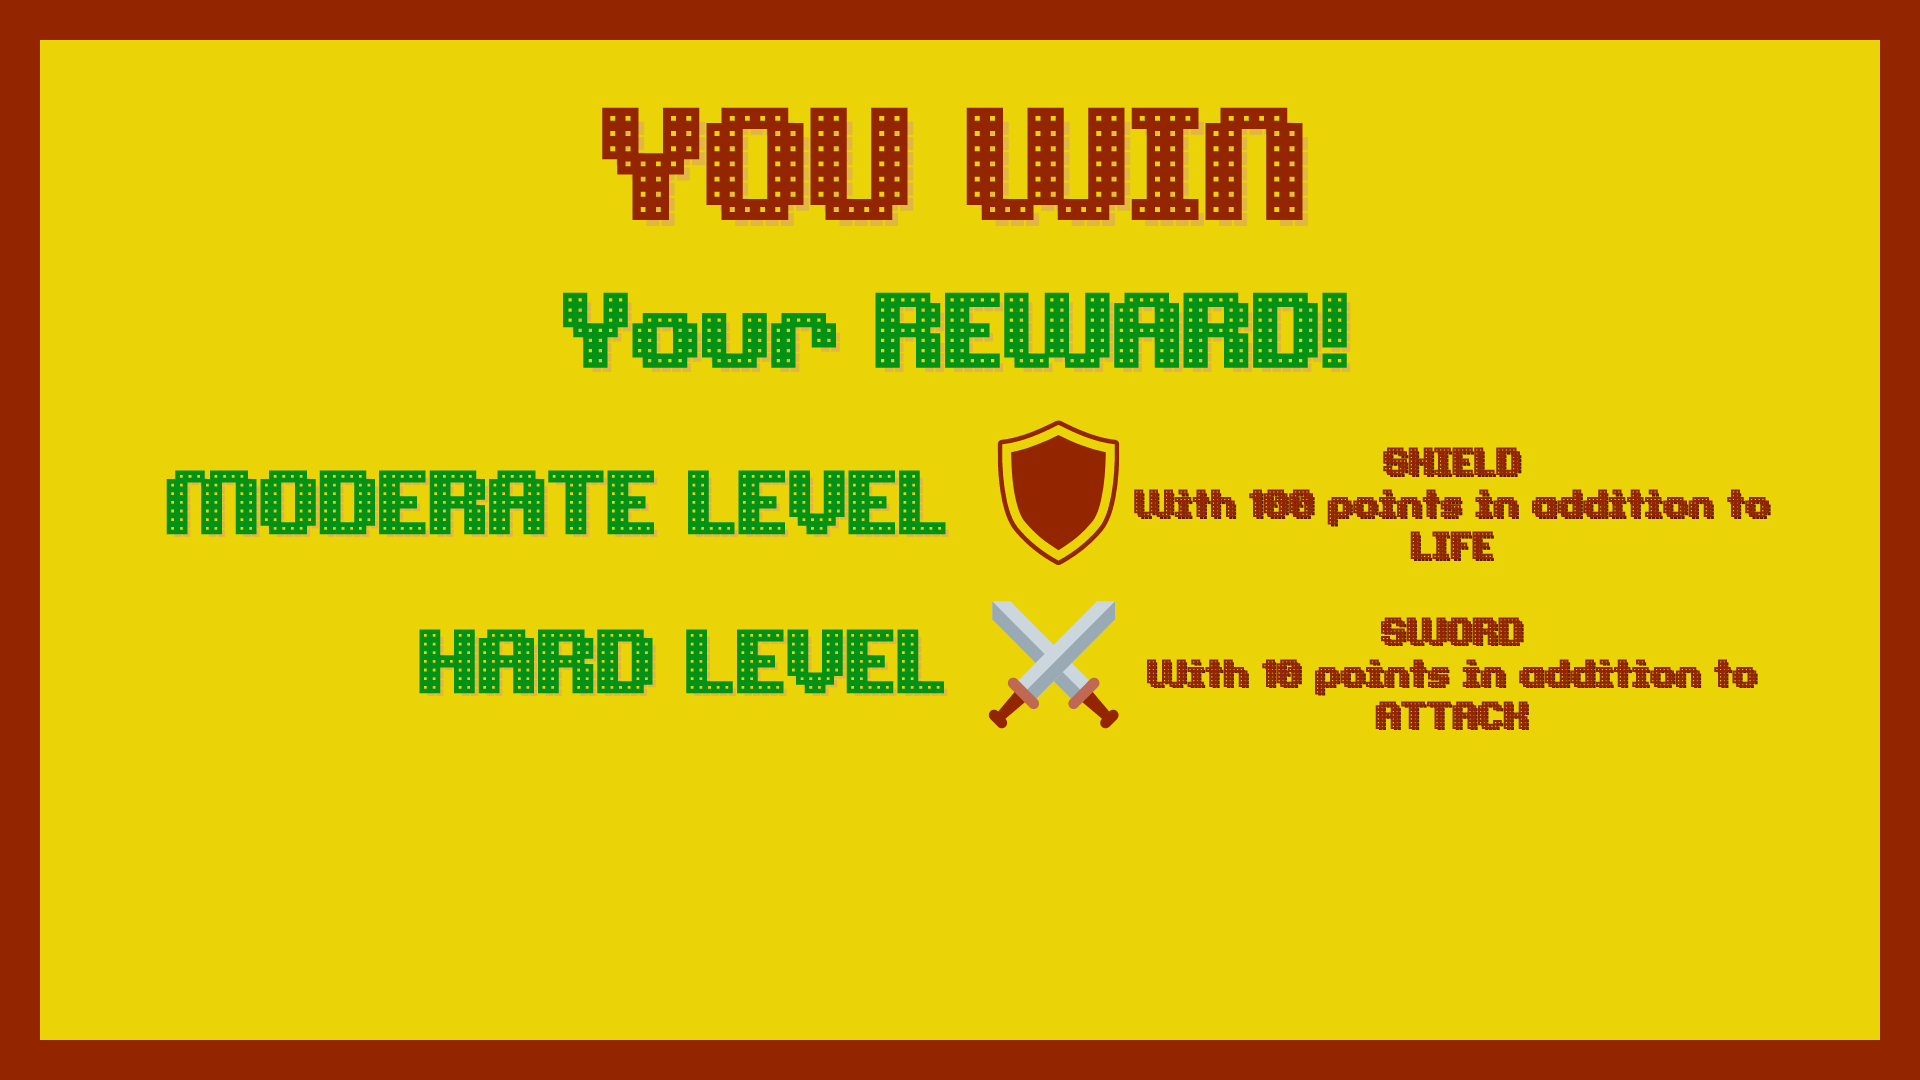 YOU WIN
Your REWARD!
MODERATE LEVEL
SHIELD
With 100 points in addition to
LIFE
HARD LEVEL
SWORD
With 10 points in addition to
ATTACK